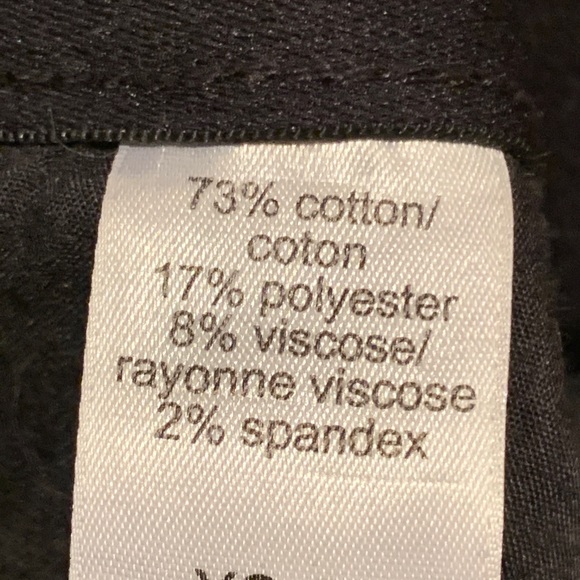 73% cotton/
coton
17% polyester
8% viscose/
rayonne viscose
2% spandex